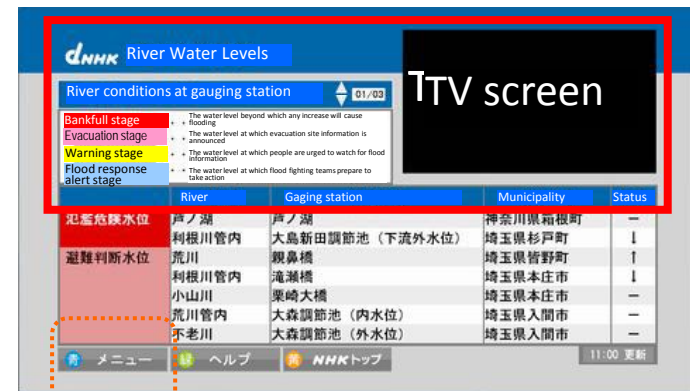 dNHK River Water Levels
River conditions at gauging station 01/03
TTV screen
Bankfull stage ・・ The water level beyond which any increase will cause flooding
Evacuation stage ・・ The water level at which evacuation site information is announced
Warning stage ・・ The water level at which people are urged to watch for flood information
Flood response alert stage ・・ The water level at which flood fighting teams prepare to take action
River Gaging station Municipality Status
氾濫危険水位 芦ノ湖 芦ノ湖 神奈川県箱根町 －
利根川管内 大島新田調節池（下流外水位） 埼玉県杉戸町 ↓
避難判断水位 荒川 親鼻橋 埼玉県皆野町 ↑
利根川管内 滝瀬橋 埼玉県本庄市 ↓
小山川 栗崎大橋 埼玉県本庄市 －
荒川管内 大森調節池（内水位） 埼玉県入間市 －
不老川 大森調節池（外水位） 埼玉県入間市 －
青 メニュー 緑 ヘルプ 黄 NHKトップ 11:00 更新